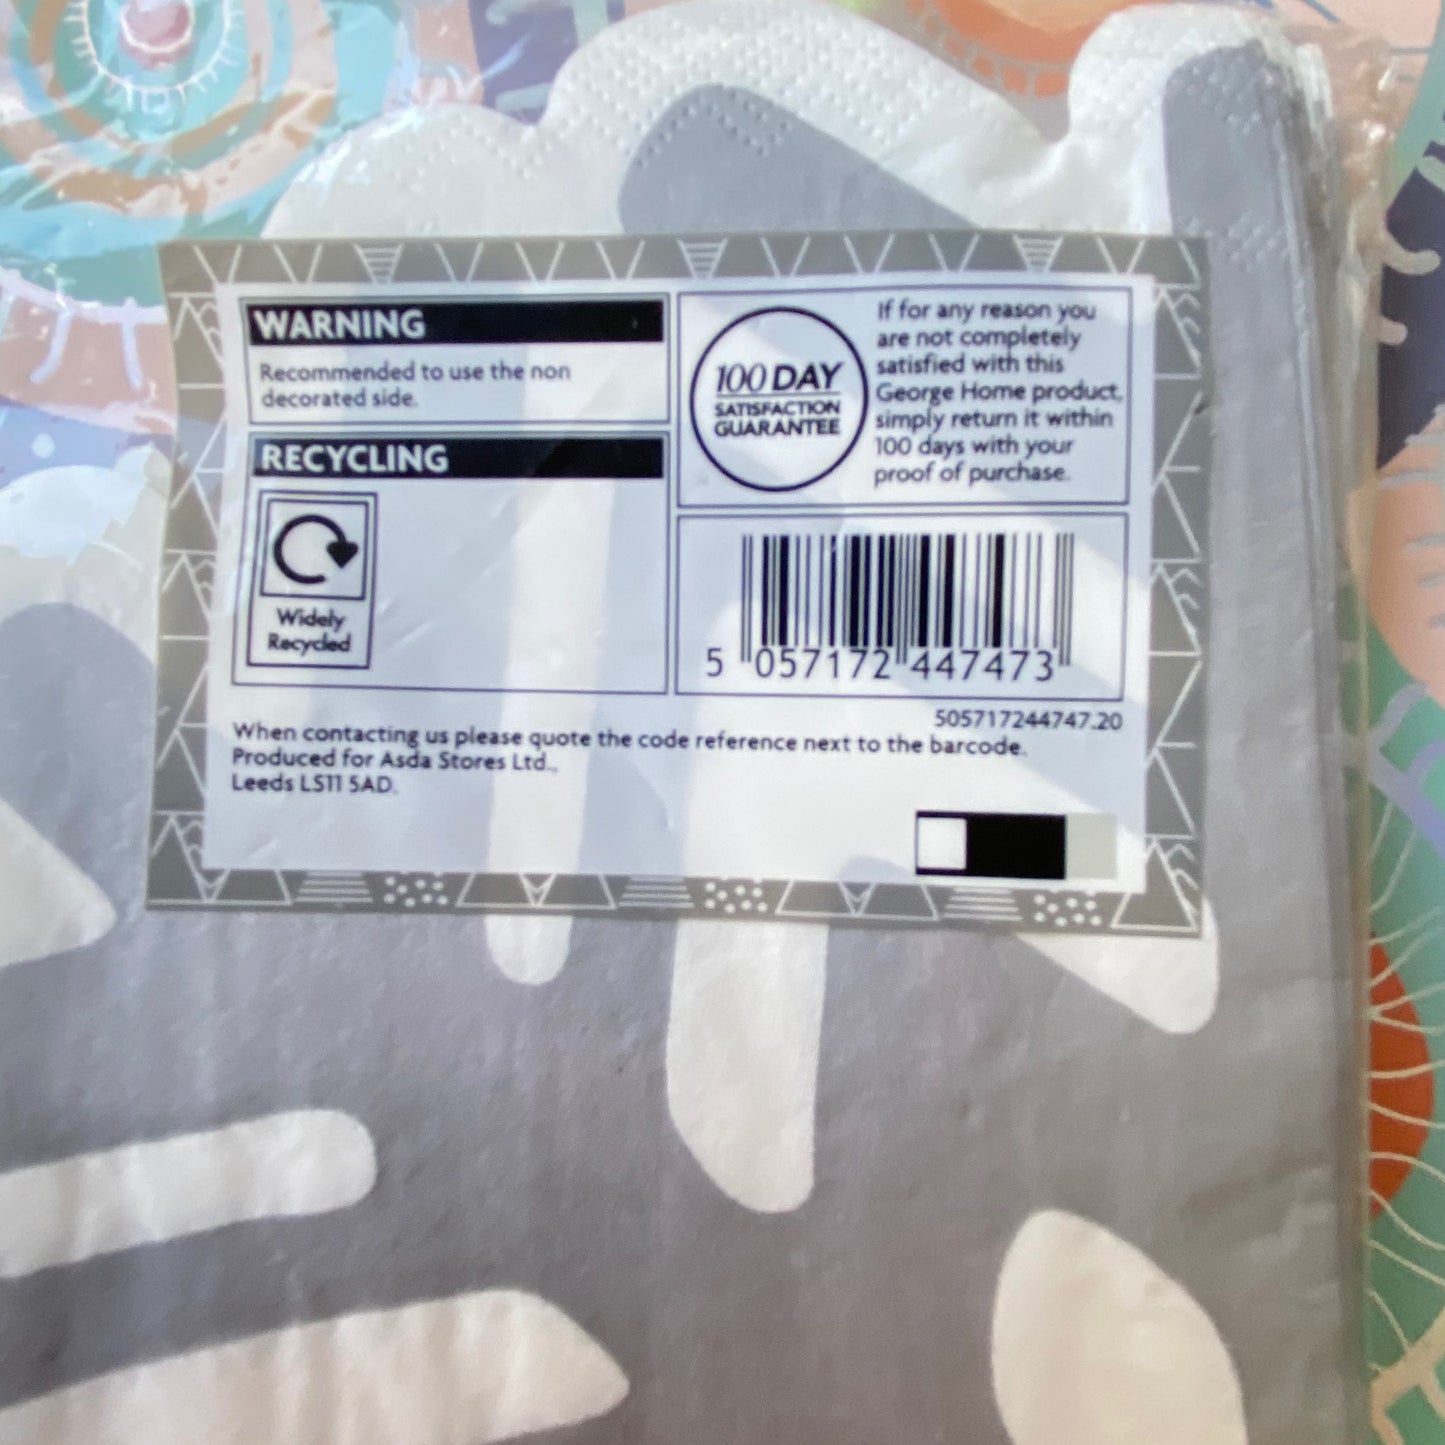 WARNING
Recommended to use the non
decorated side.
RECYCLING
Widely
Recycled
100 DAY
SATISFACTION
GUARANTEE
If for any reason you
are not completely
satisfied with this
George Home product,
simply return it within
100 days with your
proof of purchase.
5 057172 447473
505717244747.20
When contacting us please quote the code reference next to the barcode.
Produced for Asda Stores Ltd.,
Leeds LS11 5AD.